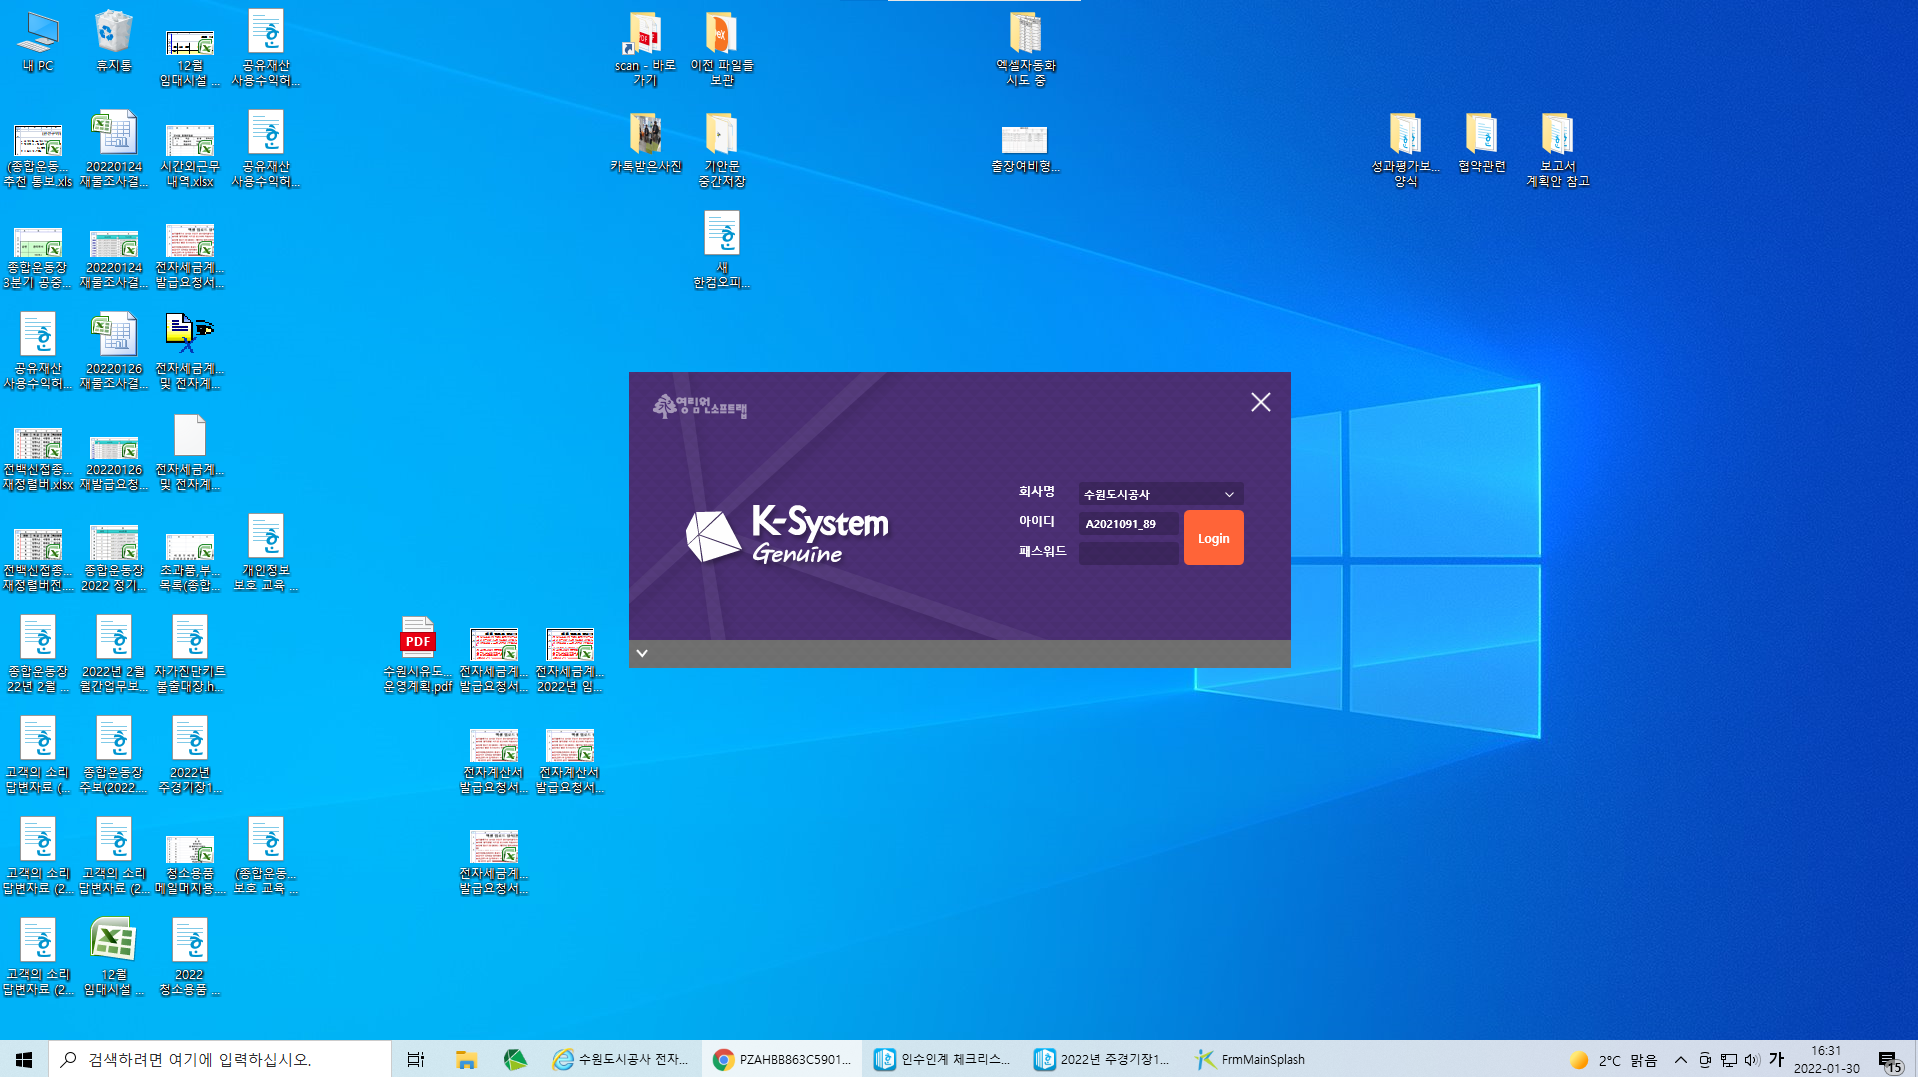 내 PC
휴지통
12월
임대시설 ...
공유재산
사용수익허...
scan - 바로
가기
이전 파일들
보관
엑셀자동화
시도 중
(종합운동...
추천 통보.xls
20220124
재물조사결...
시간외근무
내역.xlsx
공유재산
사용수익허...
카톡받은사진
기안문
중간저장
출장여비형...
성과평가보...
양식
협약관련
보고서
계획안 참고
종합운동장
3분기 공중...
20220124
재물조사결...
전자세금계...
발급요청서...
새
한컴오피...
공유재산
사용수익허...
20220126
재물조사결...
전자세금계...
및 전자계...
영림원소프트랩
전백신접종...
재정렬버.xlsx
20220126
재발급요청...
전자세금계...
및 전자계...
K-System
Genuine
회사명
수원도시공사
아이디
A2021091_89
패스워드
Login
전백신접종...
재정렬버전....
종합운동장
2022 정기...
초과품,부...
목록(종합...
개인정보
보호 교육 ...
종합운동장
22년 2월 ...
2022년 2월
월간업무보...
자가진단키트
불출대장.h...
PDF
수원시유도...
운영계획.pdf
전자세금계...
발급요청서...
전자세금계...
2022년 임...
고객의 소리
답변자료 (...
종합운동장
주보(2022....
2022년
주경기장1...
전자계산서
발급요청서...
전자계산서
발급요청서...
고객의 소리
답변자료 (2...
고객의 소리
답변자료 (2...
청소용품
메일머지용....
(종합운동...
보호 교육 ...
전자세금계...
발급요청서...
고객의 소리
답변자료 (2...
12월
임대시설 ...
2022
청소용품 ...
검색하려면 여기에 입력하십시오.
수원도시공사 전자...
PZAHBB863C5901...
인수인계 체크리스...
2022년 주경기장1...
FrmMainSplash
2°C 맑음
가
16:31
2022-01-30
15